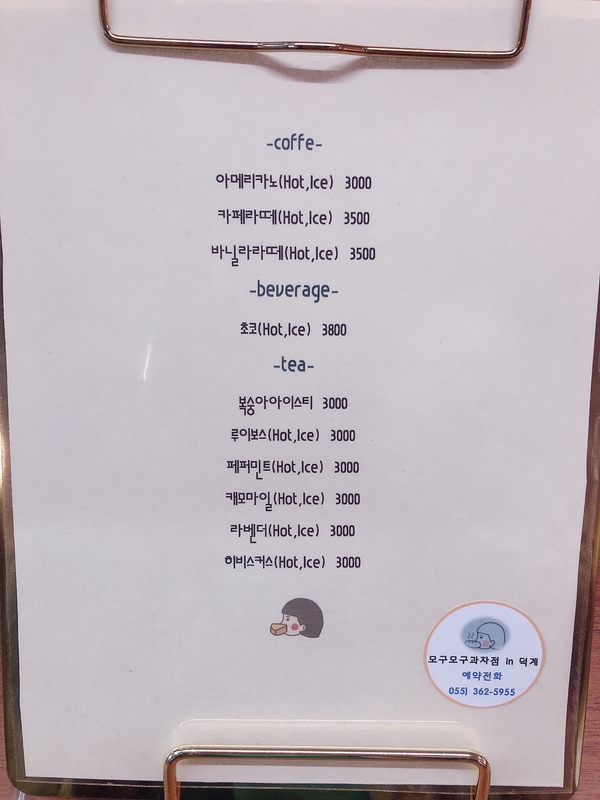 -coffe-
아메리카노(Hot,Ice) 3000
카페라떼(Hot,Ice) 3500
바닐라라떼(Hot,Ice) 3500
-beverage-
초코(Hot,Ice) 3800
-tea-
복숭아아이스티 3000
루이보스(Hot,Ice) 3000
페퍼민트(Hot,Ice) 3000
캐모마일(Hot,Ice) 3000
라벤더(Hot,Ice) 3000
히비스커스(Hot,Ice) 3000
모구모구과자점 in 덕계
예약전화
055) 362-5955